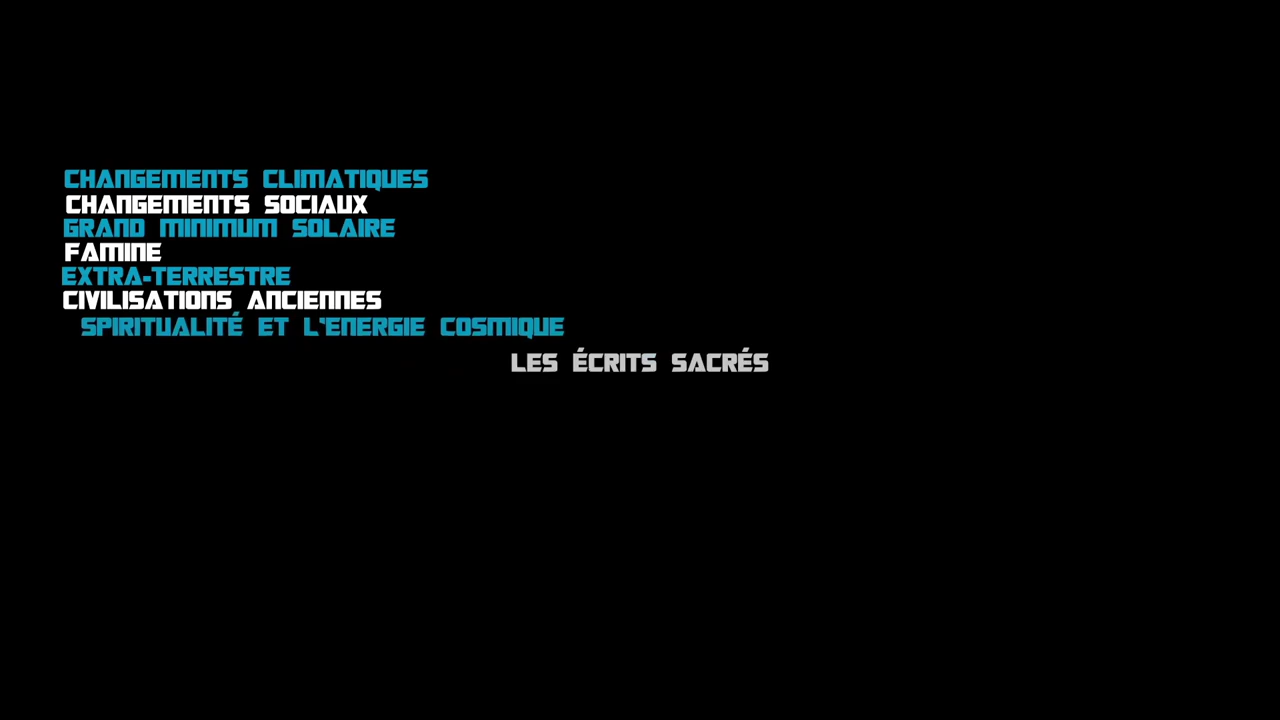 CHANGEMENTS CLIMATIQUES
CHANGEMENTS SOCIAUX
GRAND MINIMUM SOLAIRE
FAMINE
EXTRA-TERRESTRE
CIVILISATIONS ANCIENNES
SPIRITUALITÉ ET L'ENERGIE COSMIQUE
LES ÉCRITS SACRÉS